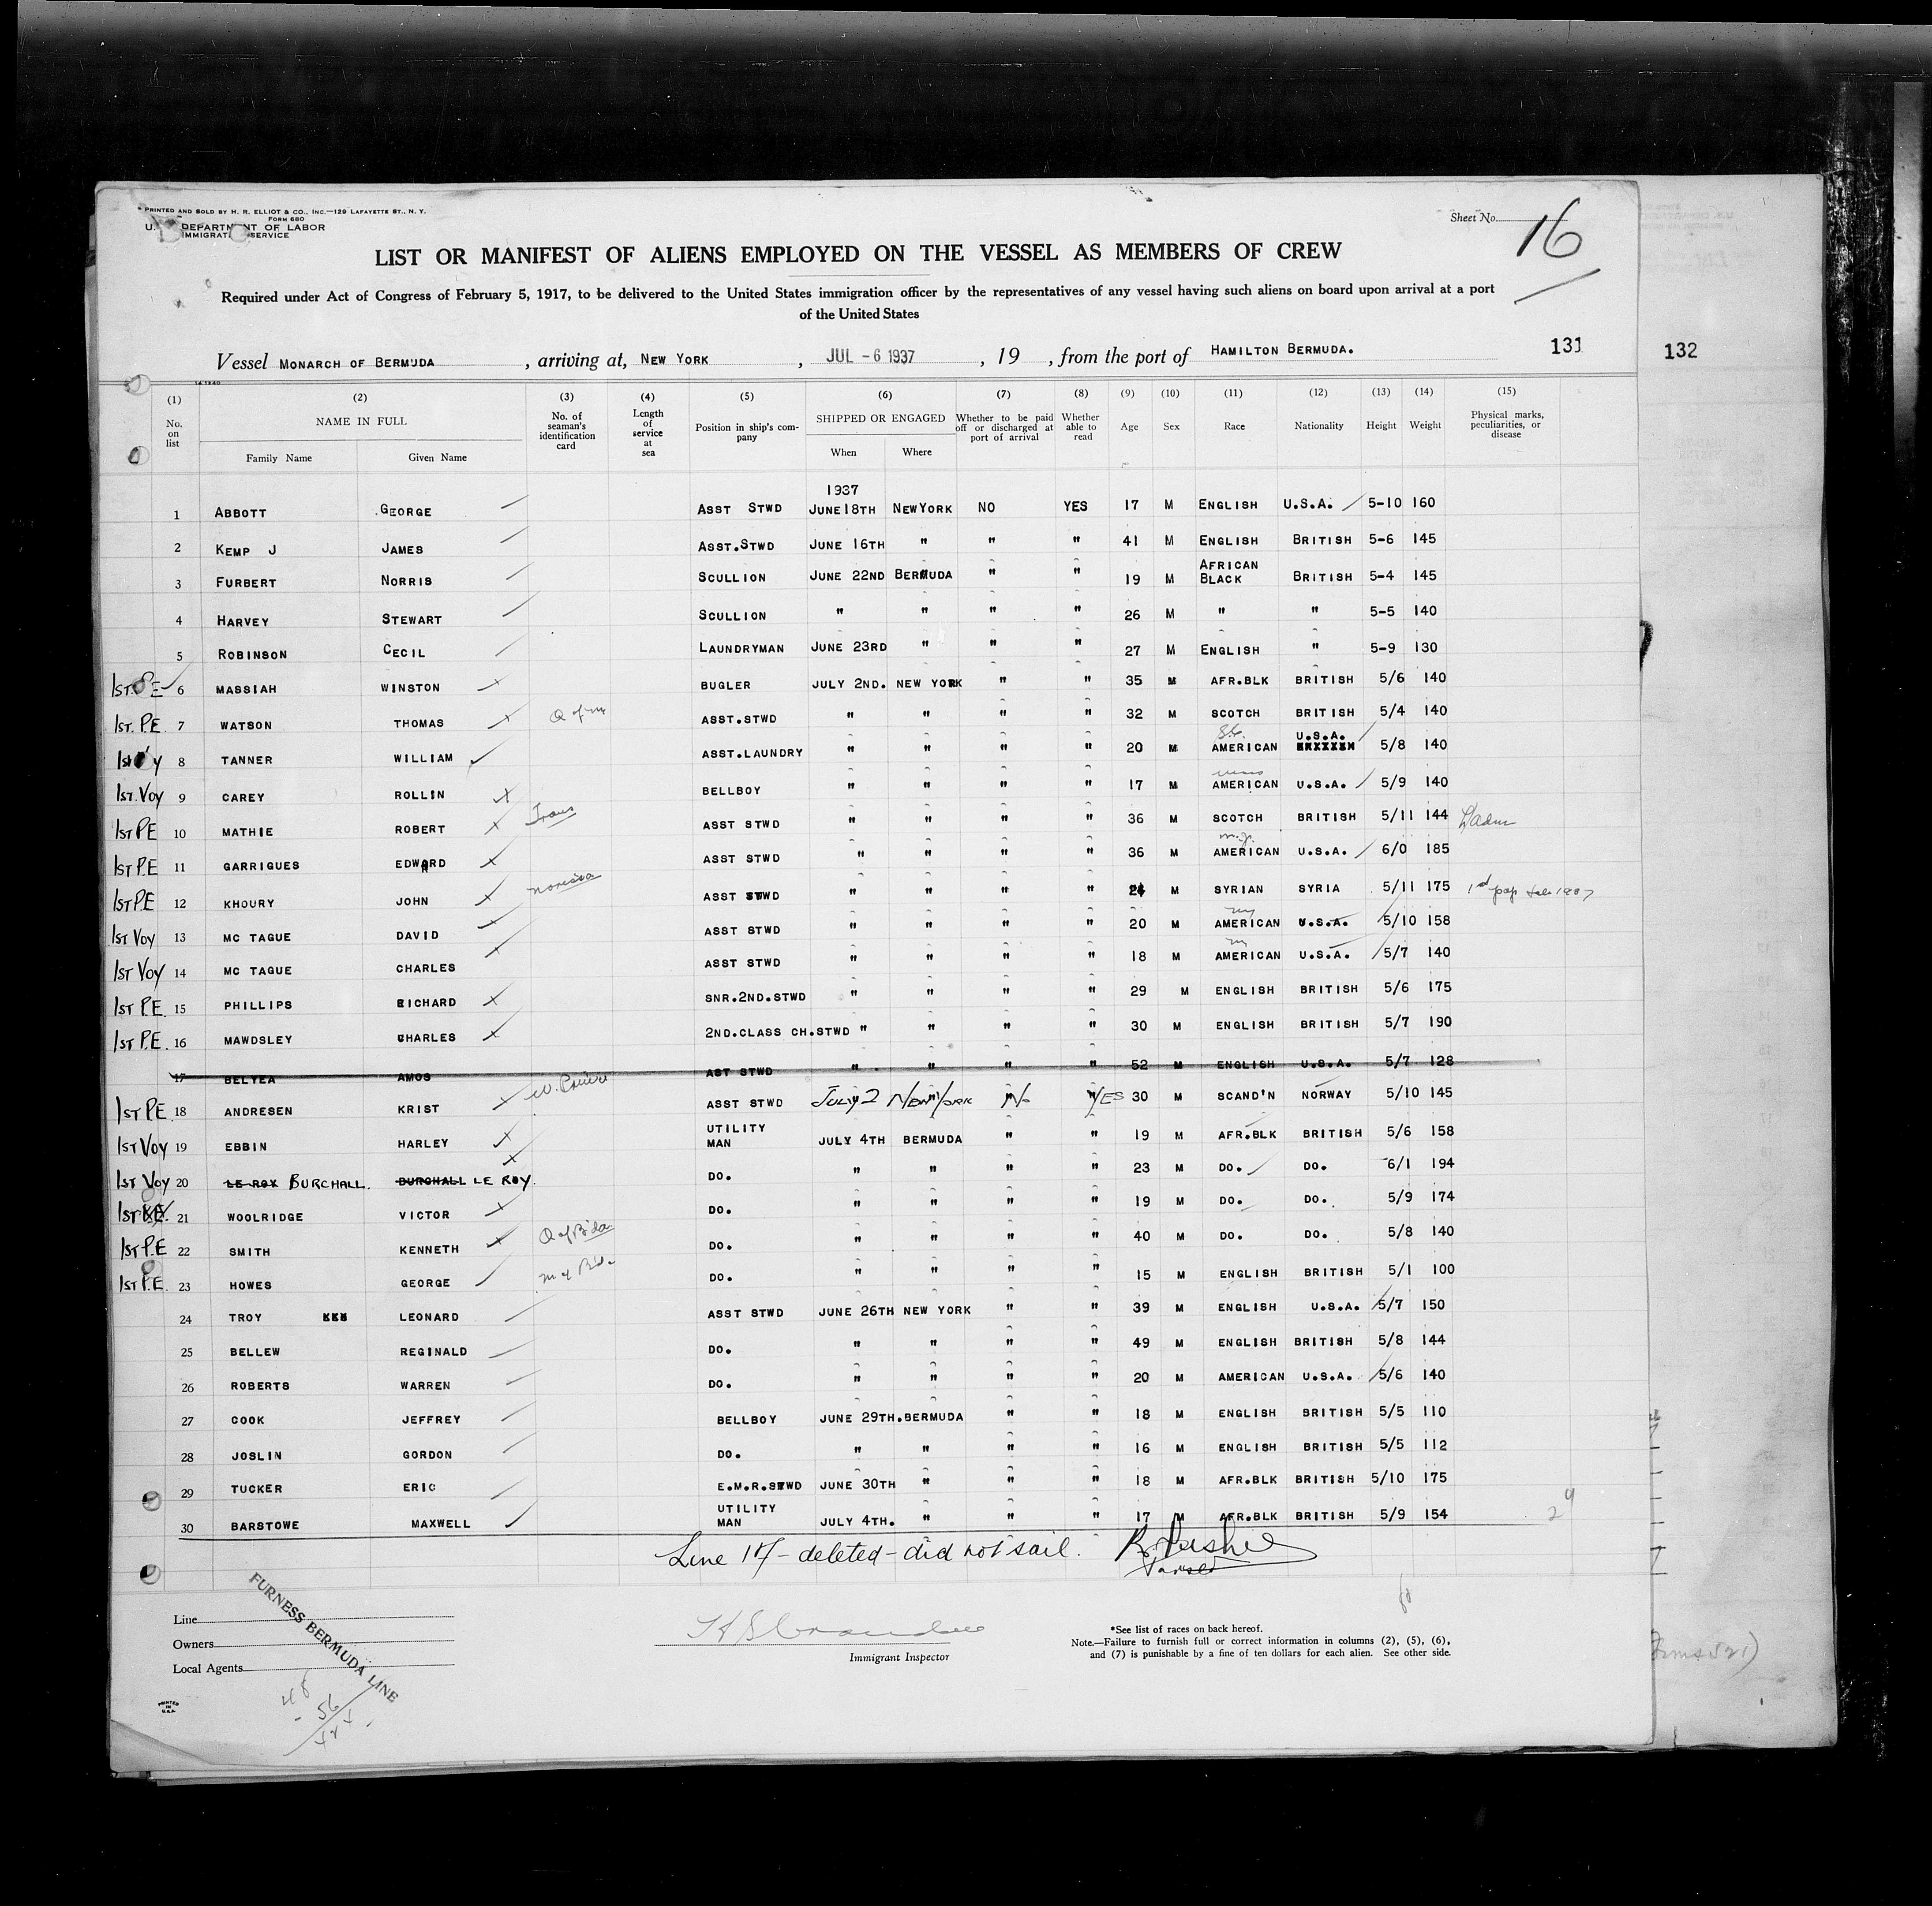 PRINTED AND SOLD BY H. R. ELLIOT & CO., INC.—129 LAFAYETTE ST., N. Y.
FORM 680
U. S. DEPARTMENT OF LABOR
IMMIGRATION SERVICE
Sheet No. 16
LIST OR MANIFEST OF ALIENS EMPLOYED ON THE VESSEL AS MEMBERS OF CREW
Required under Act of Congress of February 5, 1917, to be delivered to the United States immigration officer by the representatives of any vessel having such aliens on board upon arrival at a port
of the United States
Vessel MONARCH OF BERMUDA, arriving at, NEW YORK, JUL -6 1937, 19 , from the port of HAMILTON BERMUDA. 131 132
(1) (2) (3) (4) (5) (6) (7) (8) (9) (10) (11) (12) (13) (14) (15)
No. on list NAME IN FULL Family Name Given Name No. of seaman's identification card Length of service at sea Position in ship's company SHIPPED OR ENGAGED When Where Whether to be paid off or discharged at port of arrival Whether able to read Age Sex Race Nationality Height Weight Physical marks, peculiarities, or disease
1937
1 ABBOTT GEORGE ASST STWD JUNE 18TH NEW YORK NO YES 17 M ENGLISH U.S.A. 5-10 160
2 KEMP J JAMES ASST.STWD JUNE 16TH " " " 41 M ENGLISH BRITISH 5-6 145
3 FURBERT NORRIS SCULLION JUNE 22ND BERMUDA " " 19 M AFRICAN BLACK BRITISH 5-4 145
4 HARVEY STEWART SCULLION " " " " 26 M " " 5-5 140
5 ROBINSON CECIL LAUNDRYMAN JUNE 23RD " " " 27 M ENGLISH " 5-9 130
1ST P.E 6 MASSIAH WINSTON BUGLER JULY 2ND. NEW YORK " " 35 M AFR.BLK BRITISH 5/6 140
1ST. P.E 7 WATSON THOMAS Q of M ASST.STWD " " " " 32 M SCOTCH BRITISH 5/4 140
8 TANNER WILLIAM ASST.LAUNDRY " " " " 20 M AMERICAN U.S.A. 5/8 140
1ST. VOY 9 CAREY ROLLIN BELLBOY " " " " 17 M AMERICAN U.S.A. 5/9 140
1ST P.E 10 MATHIE ROBERT ASST STWD " " " " 36 M SCOTCH BRITISH 5/11 144
1ST P.E 11 GARRIGUES EDWARD ASST STWD " " " " 36 M AMERICAN U.S.A. 6/0 185
1ST P.E 12 KHOURY JOHN ASST STWD " " " " 24 M SYRIAN SYRIA 5/11 175
1ST VOY 13 MC TAGUE DAVID ASST STWD " " " " 20 M AMERICAN U.S.A. 5/10 158
1ST VOY 14 MC TAGUE CHARLES ASST STWD " " " " 18 M AMERICAN U.S.A. 5/7 140
1ST P.E. 15 PHILLIPS RICHARD SNR.2ND.STWD " " " " 29 M ENGLISH BRITISH 5/6 175
1ST P.E. 16 MAWDSLEY CHARLES 2ND.CLASS CH.STWD " " " " 30 M ENGLISH BRITISH 5/7 190
17 BELYEA AMOS AST STWD " " " " 52 M ENGLISH U.S.A. 5/7 128
1ST P.E. 18 ANDRESEN KRIST ASST STWD JULY 2 NEW YORK NO YES 30 M SCAND'N NORWAY 5/10 145
1ST VOY 19 EBBIN HARLEY UTILITY MAN JULY 4TH BERMUDA " " 19 M AFR.BLK BRITISH 5/6 158
1ST VOY 20 LE ROY BURCHALL. BURCHALL LE ROY. DO. " " " " 23 M DO. DO. 6/1 194
21 WOOLRIDGE VICTOR DO. " " " " 19 M DO. DO. 5/9 174
1ST P.E 22 SMITH KENNETH Q of Bda DO. " " " " 40 M DO. DO. 5/8 140
1ST P.E. 23 HOWES GEORGE M of Bda DO. " " " " 15 M ENGLISH BRITISH 5/1 100
24 TROY LEONARD ASST STWD JUNE 26TH NEW YORK " " 39 M ENGLISH U.S.A. 5/7 150
25 BELLEW REGINALD DO. " " " " 49 M ENGLISH BRITISH 5/8 144
26 ROBERTS WARREN DO. " " " " 20 M AMERICAN U.S.A. 5/6 140
27 COOK JEFFREY BELLBOY JUNE 29TH. BERMUDA " " 18 M ENGLISH BRITISH 5/5 110
28 JOSLIN GORDON DO. " " " " 16 M ENGLISH BRITISH 5/5 112
29 TUCKER ERIC E.M.R.STWD JUNE 30TH " " " 18 M AFR.BLK BRITISH 5/10 175
30 BARSTOWE MAXWELL UTILITY MAN JULY 4TH. " " " 17 M AFR.BLK BRITISH 5/9 154 29
Line 17 - deleted - did not sail.
Line
Owners
Local Agents
FURNESS BERMUDA LINE
Immigrant Inspector
*See list of races on back hereof.
Note.—Failure to furnish full or correct information in columns (2), (5), (6),
and (7) is punishable by a fine of ten dollars for each alien. See other side.
PRINTED IN U.S.A.